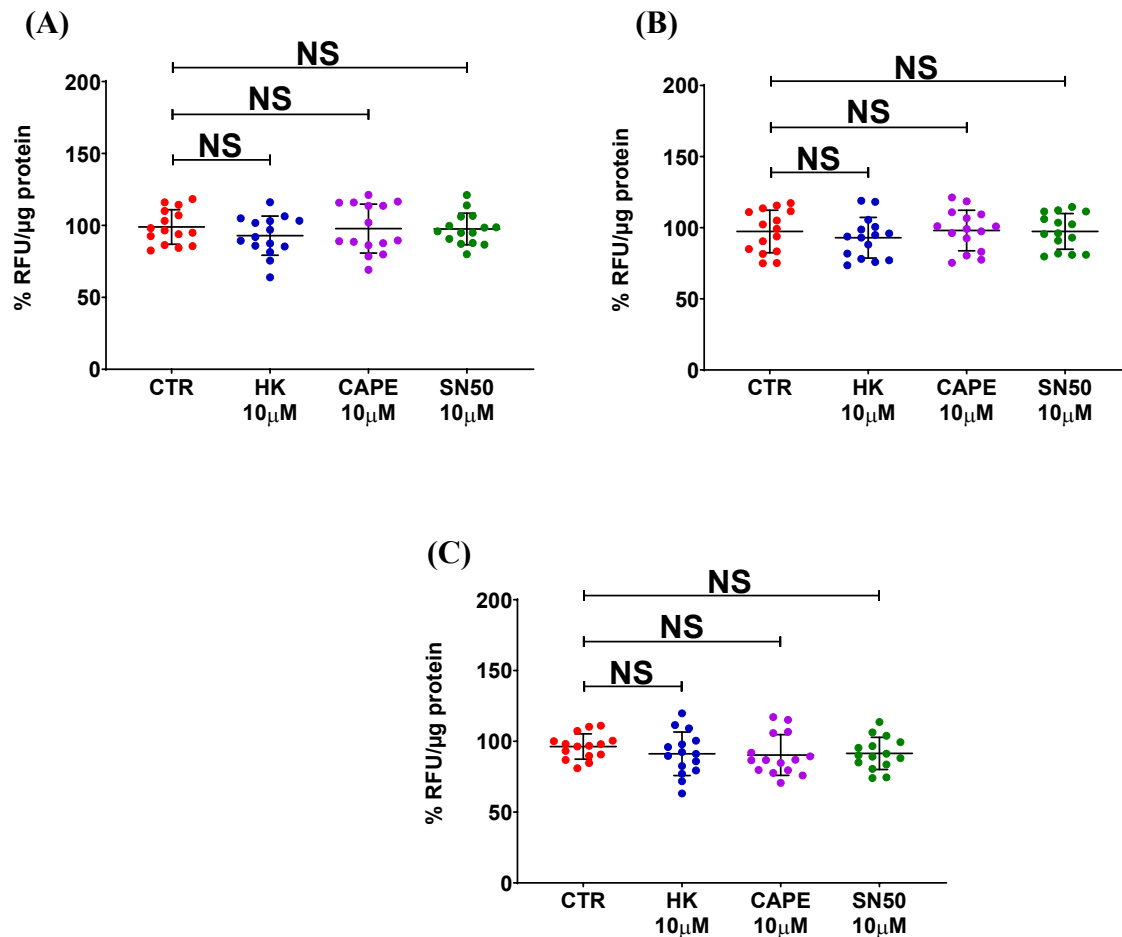 (A)
NS
NS
NS
% RFU/µg protein
200
150
100
50
0
CTR
HK
10µM
CAPE
10µM
SN50
10µM
(B)
NS
NS
NS
% RFU/µg protein
200
150
100
50
0
CTR
HK
10µM
CAPE
10µM
SN50
10µM
(C)
NS
NS
NS
% RFU/µg protein
200
150
100
50
0
CTR
HK
10µM
CAPE
10µM
SN50
10µM